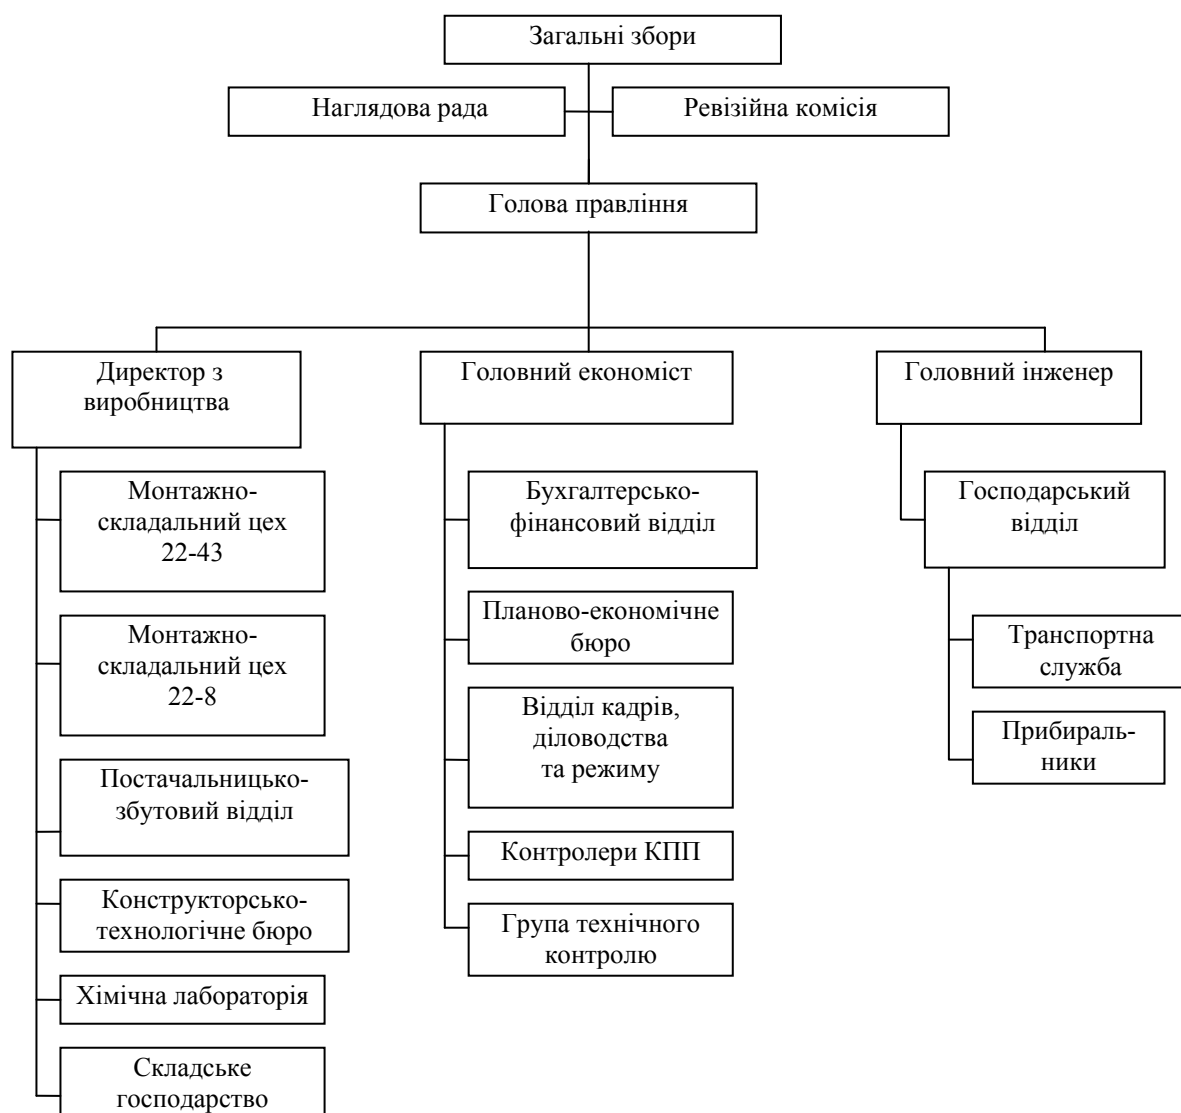 Загальні збори
Наглядова рада
Ревізійна комісія
Голова правління
Директор з
виробництва
Монтажно-
складальний цех
22-43
Монтажно-
складальний цех
22-8
Постачальницько-
збутовий відділ
Конструкторсько-
технологічне бюро
Хімічна лабораторія
Складське
господарство
Головний економіст
Бухгалтерсько-
фінансовий відділ
Планово-економічне
бюро
Відділ кадрів,
діловодства
та режиму
Контролери КПП
Група технічного
контролю
Головний інженер
Господарський
відділ
Транспортна
служба
Прибираль-
ники